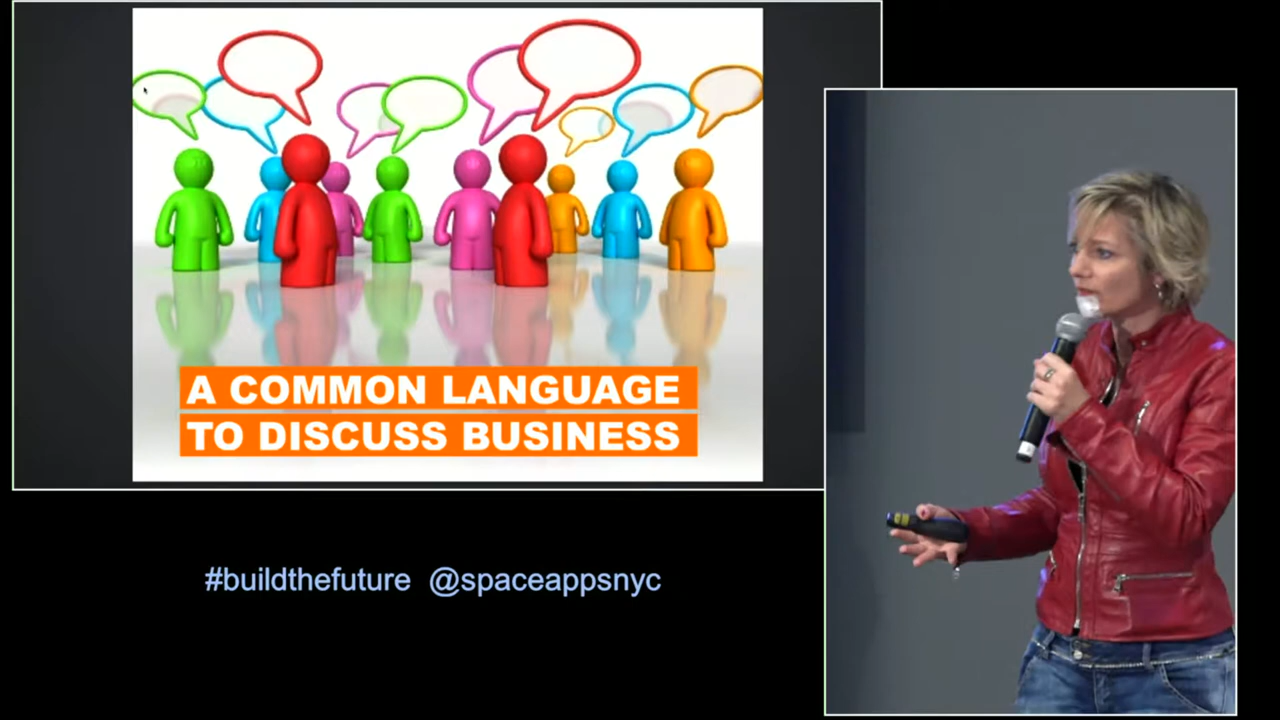 A COMMON LANGUAGE
TO DISCUSS BUSINESS
#buildthefuture @spaceappsnyc